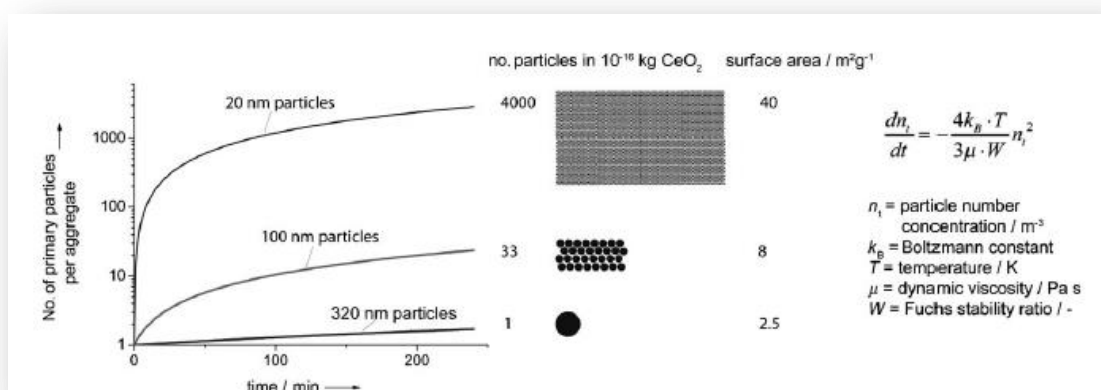 no. particles in 10⁻¹⁶ kg CeO₂
surface area / m²g⁻¹
No. of primary particles
per aggregate
1000
100
10
1
20 nm particles
100 nm particles
320 nm particles
0
100
200
time / min
4000
40
33
8
1
2.5
dnₜ/dt = − 4k_B · T / 3μ · W nₜ²
nₜ = particle number
concentration / m⁻³
k_B = Boltzmann constant
T = temperature / K
μ = dynamic viscosity / Pa s
W = Fuchs stability ratio / -